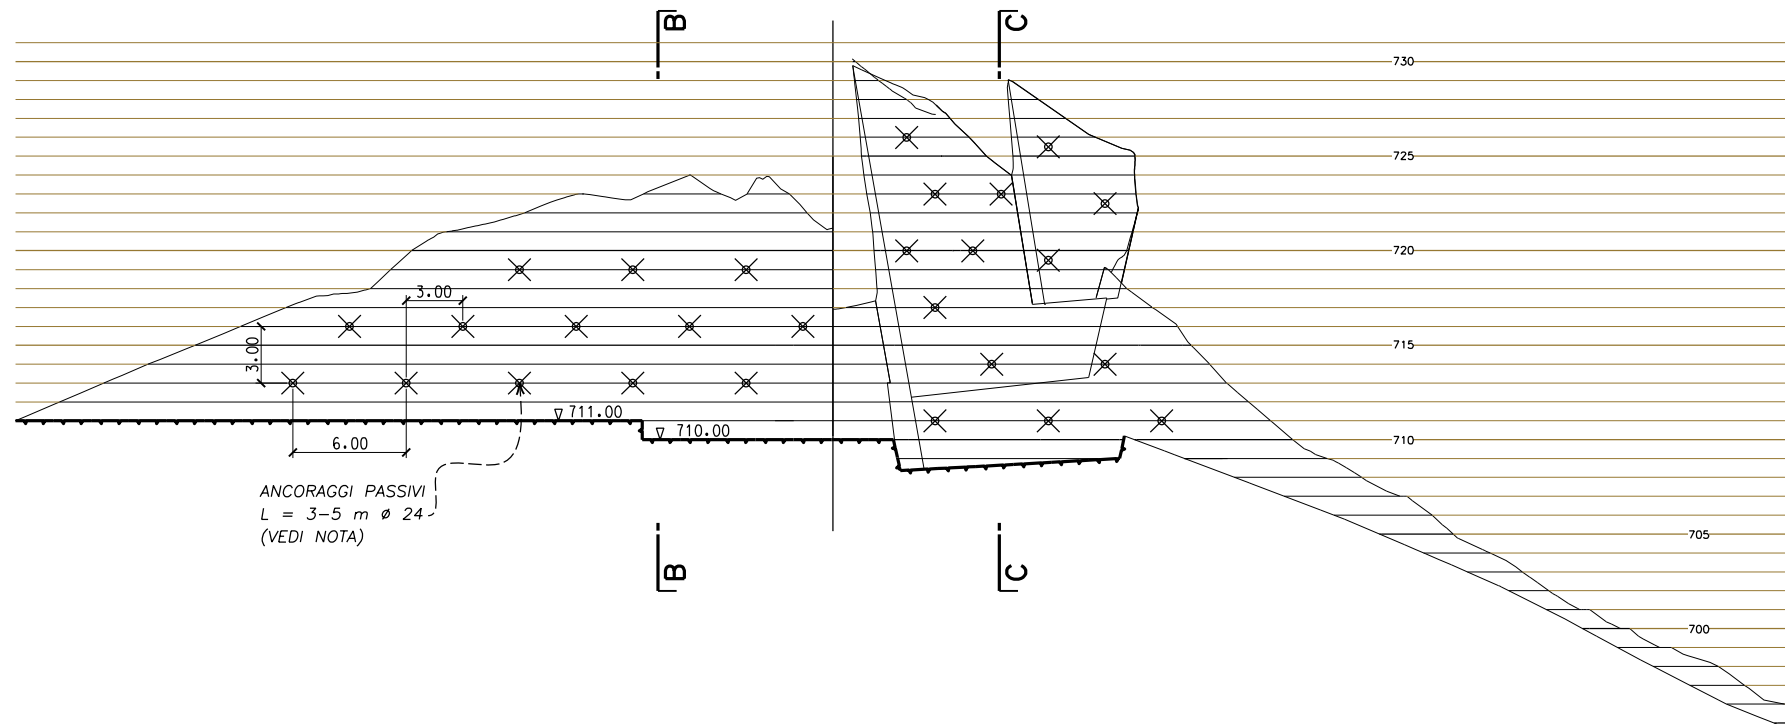 B
C
730
725
720
3.00
3.00
715
711.00
710.00
710
6.00
ANCORAGGI PASSIVI
L = 3-5 m ø 24
(VEDI NOTA)
705
B
C
700